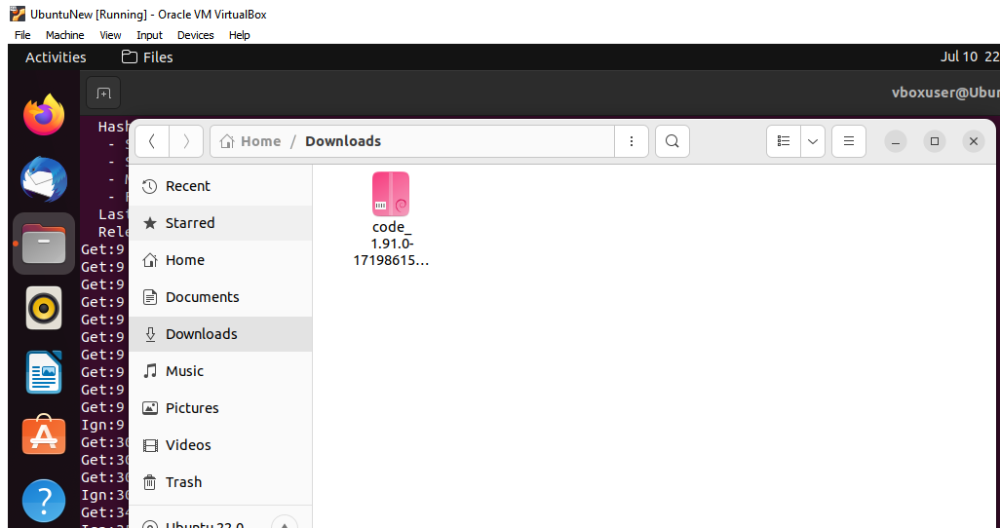 UbuntuNew [Running] - Oracle VM VirtualBox
File Machine View Input Devices Help
Activities Files Jul 10 22
vboxuser@Ubu
Hash
- S
- S
- M
- F
Last
Rele
Get:9
Get:9
Get:9
Get:9
Get:9
Get:9
Get:9
Get:9
Get:9
Get:9
Ign:9
Get:30
Get:30
Get:30
Ign:30
Get:34
Home / Downloads
Recent
Starred
Home
Documents
Downloads
Music
Pictures
Videos
Trash
Ubuntu 22.0
code_
1.91.0-
17198615…